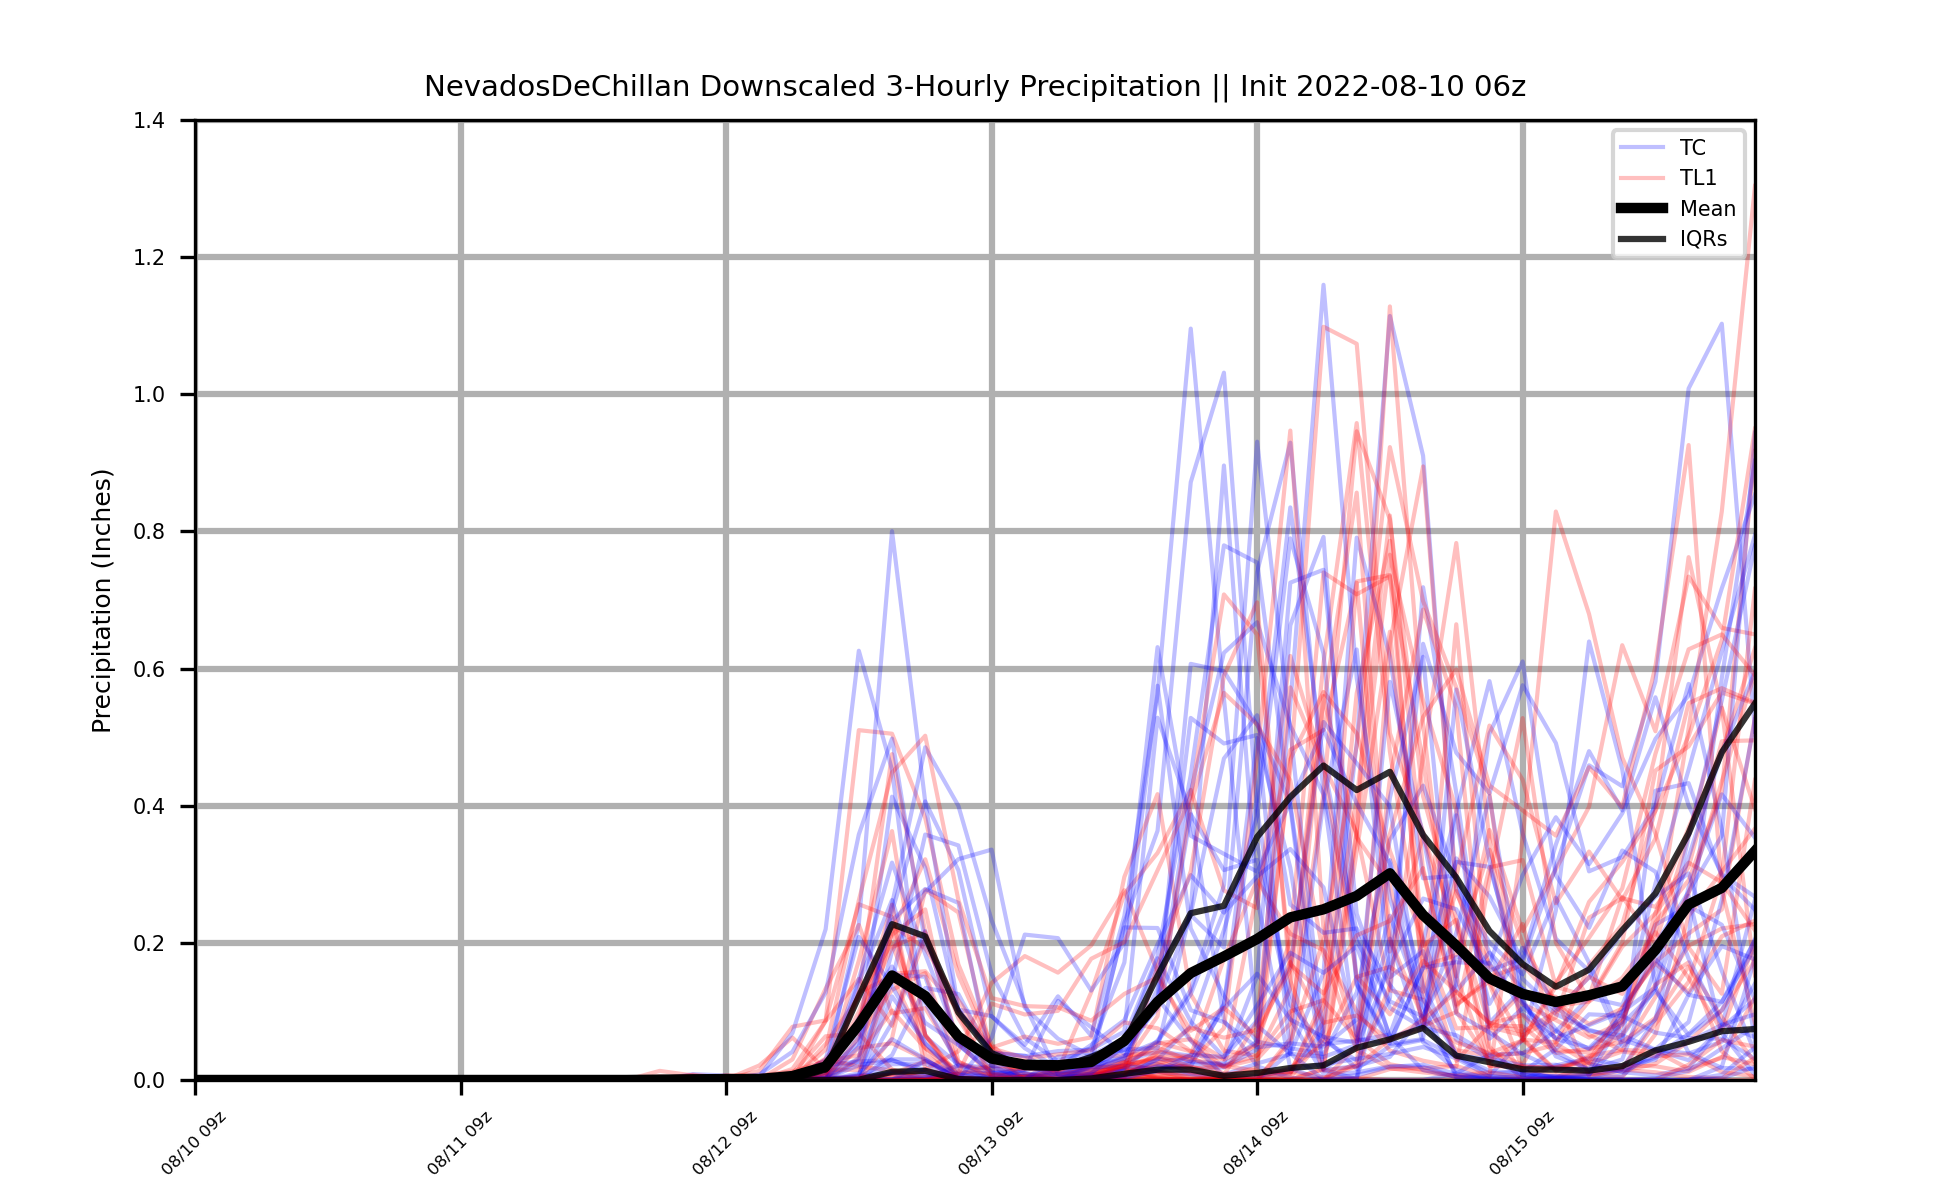 NevadosDeChillan Downscaled 3-Hourly Precipitation || Init 2022-08-10 06z
TC
TL1
Mean
IQRs
Precipitation (Inches)
1.4
1.2
1.0
0.8
0.6
0.4
0.2
0.0
08/10 09z
08/11 09z
08/12 09z
08/13 09z
08/14 09z
08/15 09z